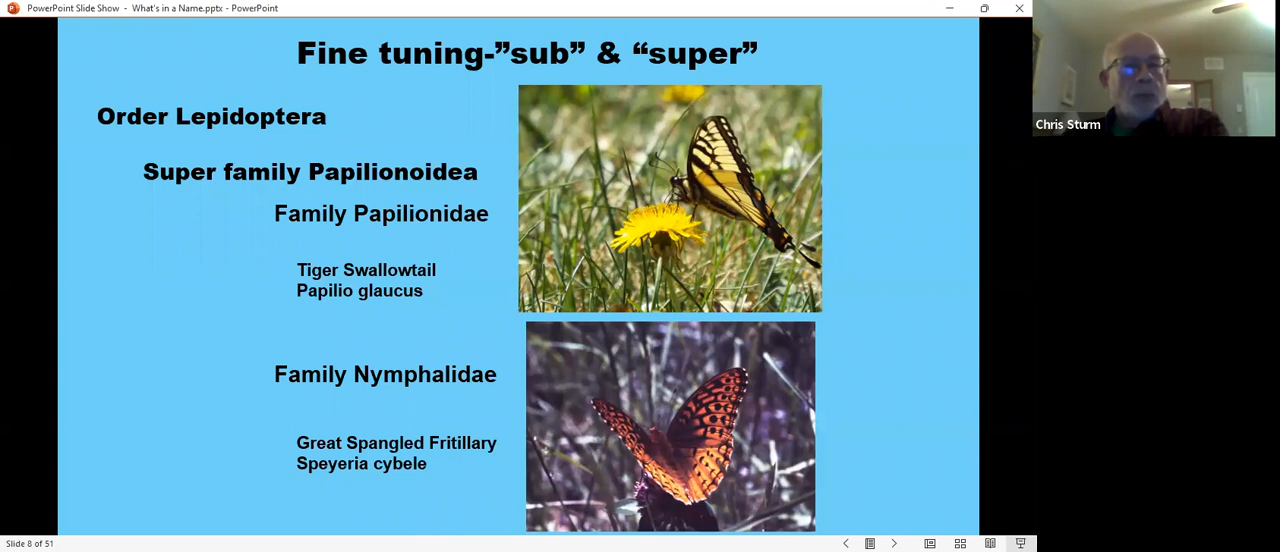 PowerPoint Slide Show - What's in a Name.pptx - PowerPoint
Fine tuning-”sub” & “super”
Order Lepidoptera
Super family Papilionoidea
Family Papilionidae
Tiger Swallowtail
Papilio glaucus
Family Nymphalidae
Great Spangled Fritillary
Speyeria cybele
Chris Sturm
Slide 8 of 51